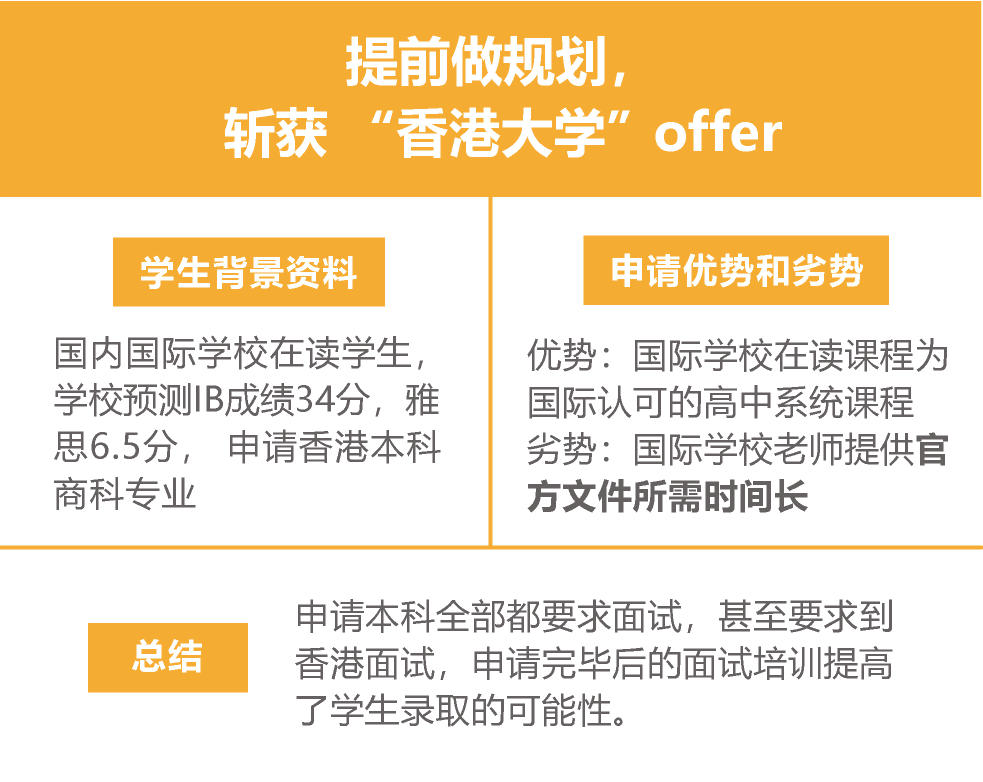 提前做规划，
斩获 “香港大学”offer
学生背景资料
国内国际学校在读学生，
学校预测IB成绩34分，雅
思6.5分， 申请香港本科
商科专业
申请优势和劣势
优势：国际学校在读课程为
国际认可的高中系统课程
劣势：国际学校老师提供官
方文件所需时间长
总结
申请本科全部都要求面试，甚至要求到
香港面试，申请完毕后的面试培训提高
了学生录取的可能性。